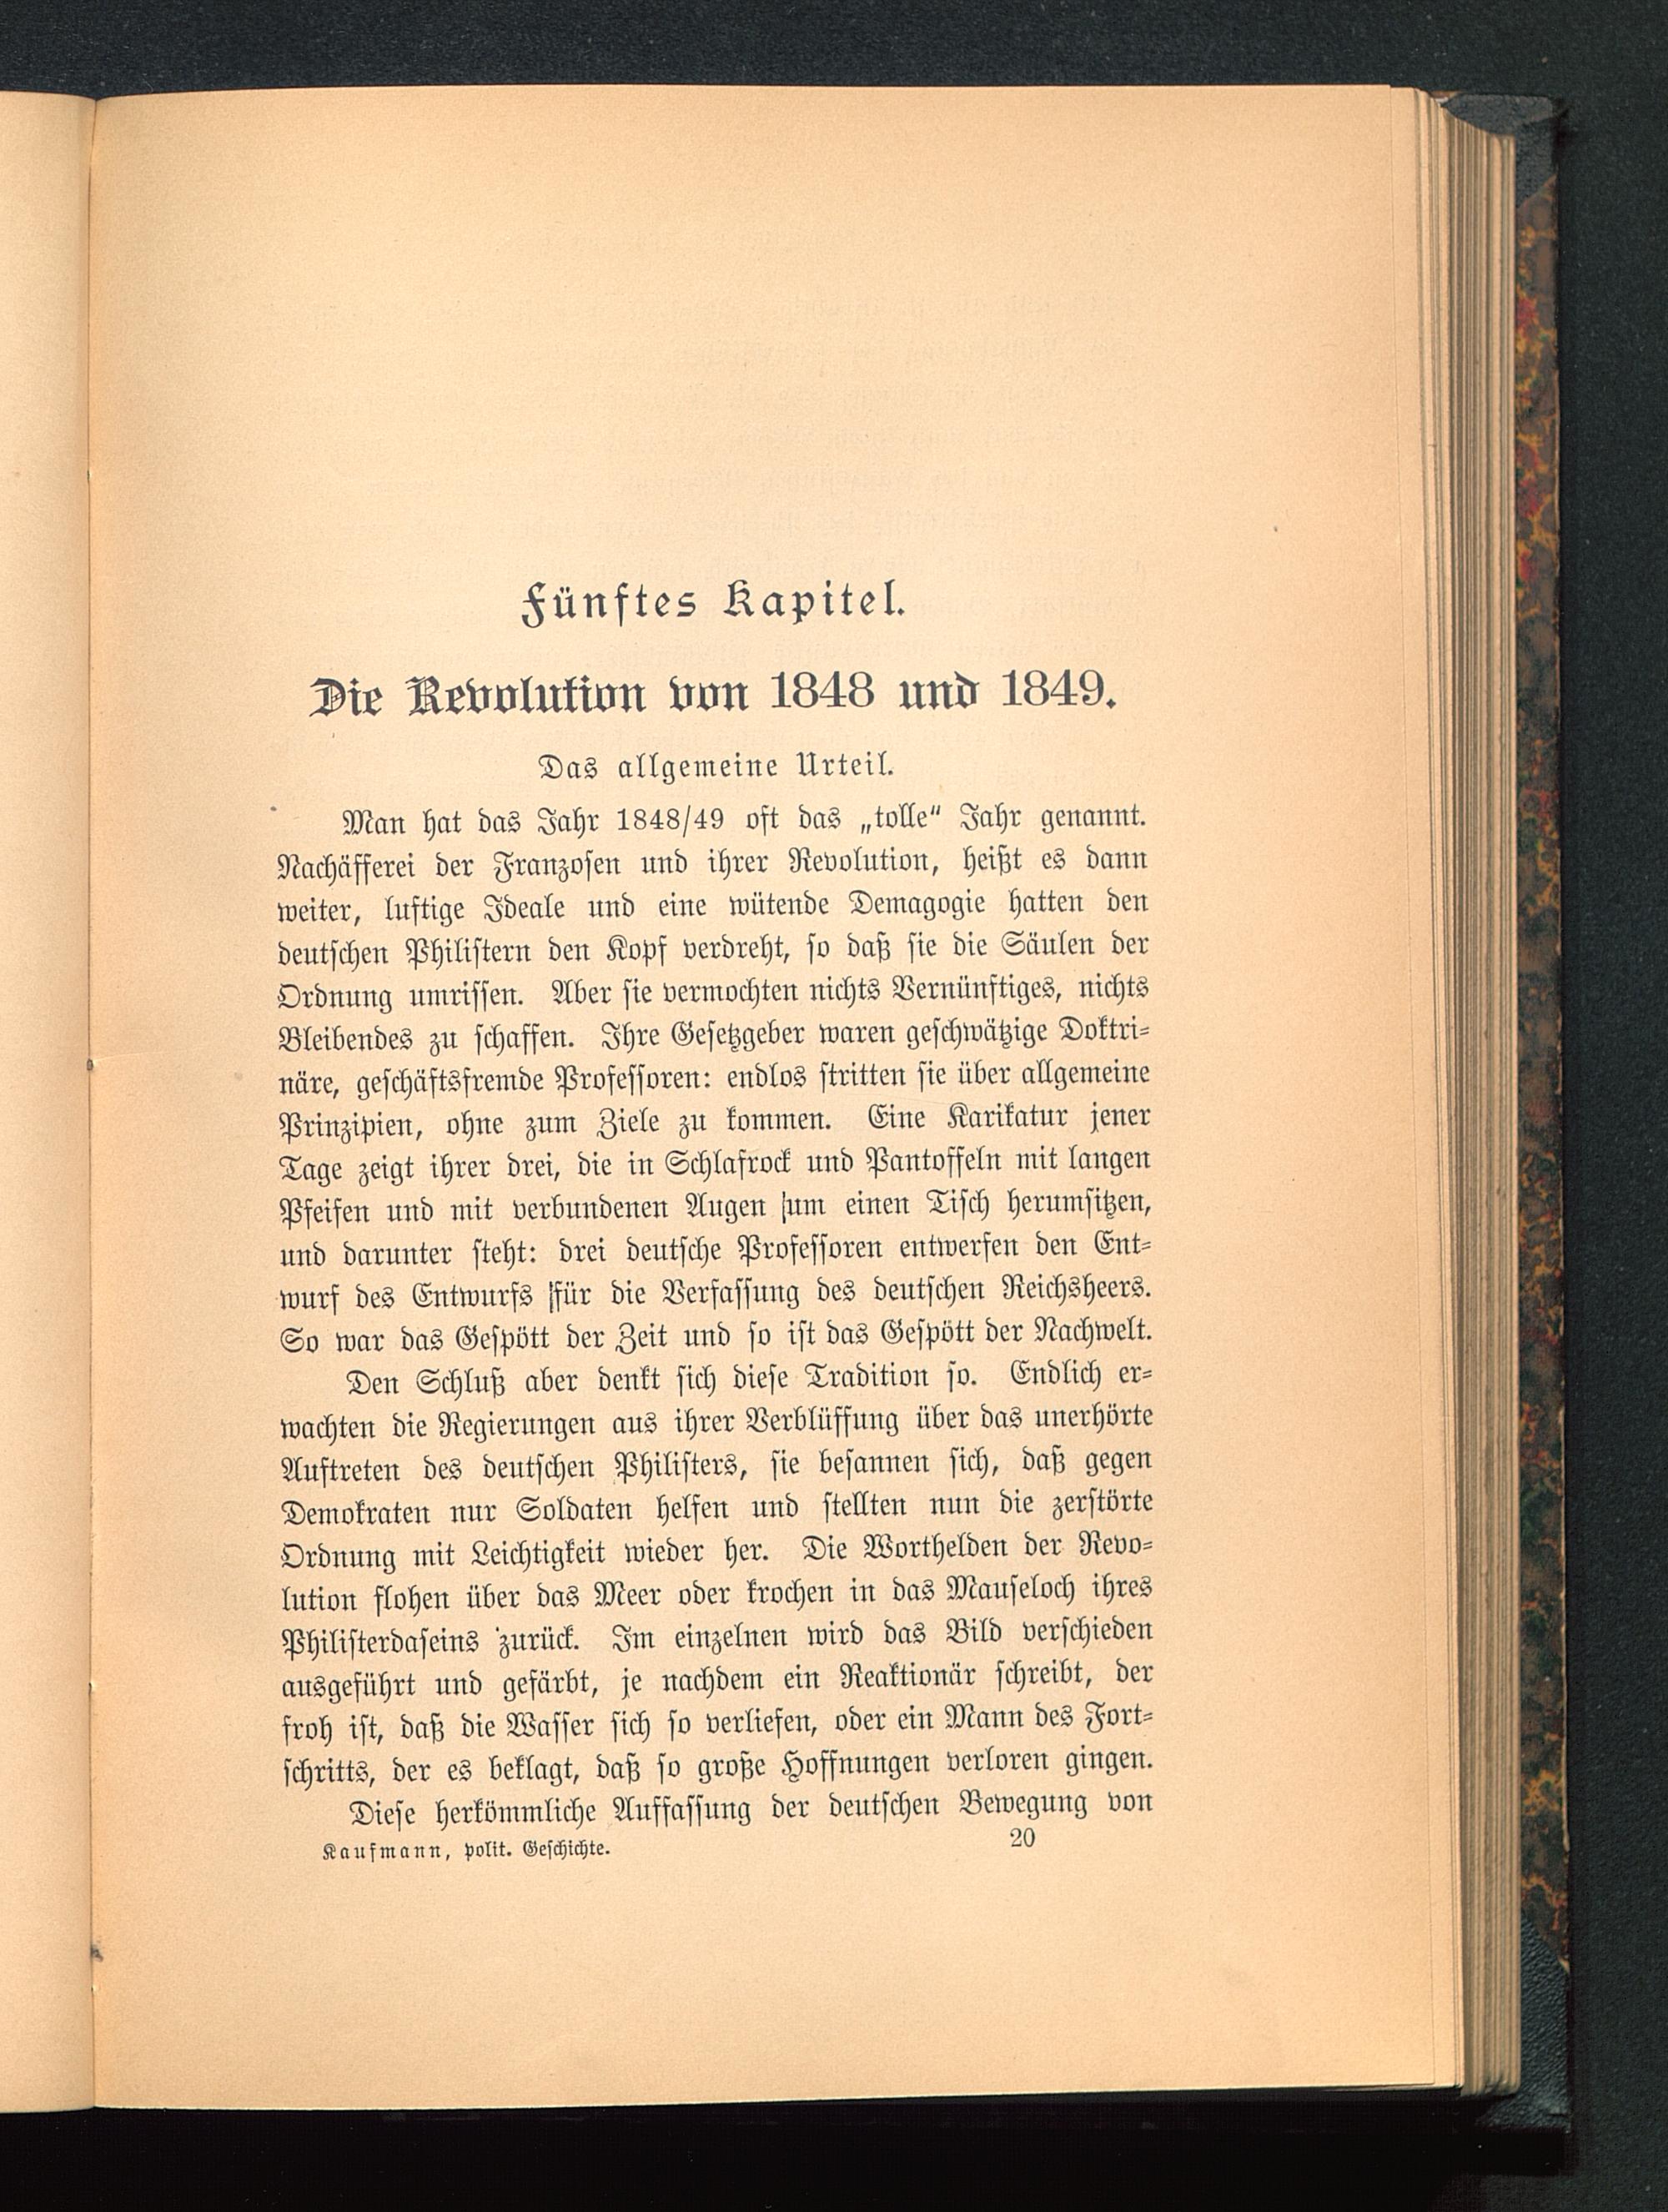 Fünftes Kapitel.
Die Revolution von 1848 und 1849.
Das allgemeine Urteil.
Man hat das Jahr 1848/49 oft das „tolle“ Jahr genannt.
Nachäfferei der Franzosen und ihrer Revolution, heißt es dann
weiter, luftige Ideale und eine wütende Demagogie hatten den
deutschen Philistern den Kopf verdreht, so daß sie die Säulen der
Ordnung umrissen. Aber sie vermochten nichts Vernünftiges, nichts
Bleibendes zu schaffen. Ihre Gesetzgeber waren geschwätzige Doktri-
näre, geschäftsfremde Professoren: endlos stritten sie über allgemeine
Prinzipien, ohne zum Ziele zu kommen. Eine Karikatur jener
Tage zeigt ihrer drei, die in Schlafrock und Pantoffeln mit langen
Pfeifen und mit verbundenen Augen um einen Tisch herumsitzen,
und darunter steht: drei deutsche Professoren entwerfen den Ent-
wurf des Entwurfs für die Verfassung des deutschen Reichsheers.
So war das Gespött der Zeit und so ist das Gespött der Nachwelt.
Den Schluß aber denkt sich diese Tradition so. Endlich er-
wachten die Regierungen aus ihrer Verblüffung über das unerhörte
Auftreten des deutschen Philisters, sie besannen sich, daß gegen
Demokraten nur Soldaten helfen und stellten nun die zerstörte
Ordnung mit Leichtigkeit wieder her. Die Worthelden der Revo-
lution flohen über das Meer oder krochen in das Mauseloch ihres
Philisterdaseins zurück. Im einzelnen wird das Bild verschieden
ausgeführt und gefärbt, je nachdem ein Reaktionär schreibt, der
froh ist, daß die Wasser sich so verliefen, oder ein Mann des Fort-
schritts, der es beklagt, daß so große Hoffnungen verloren gingen.
Diese herkömmliche Auffassung der deutschen Bewegung von
Kaufmann, polit. Geschichte. 20